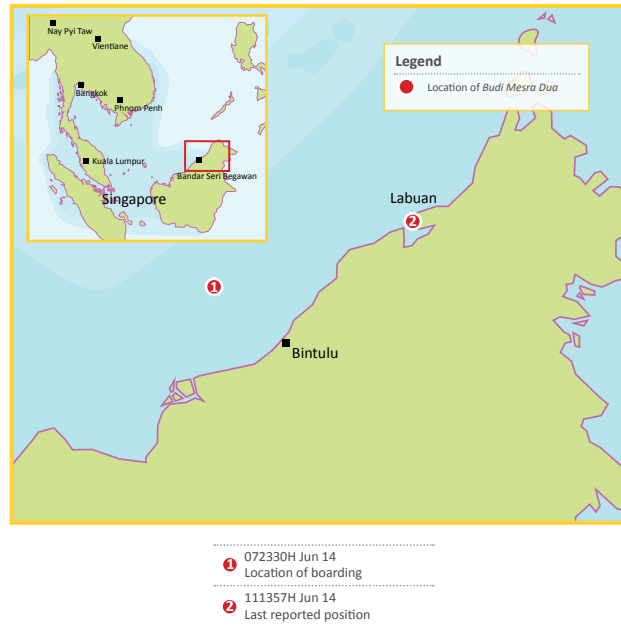 Nay Pyi Taw
Vientiane
Bangkok
Phnom Penh
Kuala Lumpur
Bandar Seri Begawan
Singapore
Legend
Location of Budi Mesra Dua
Labuan
2
1
Bintulu
1 072330H Jun 14
Location of boarding
2 111357H Jun 14
Last reported position